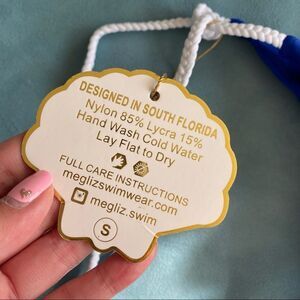 DESIGNED IN SOUTH FLORIDA
Nylon 85% Lycra 15%
Hand Wash Cold Water
Lay Flat to Dry
FULL CARE INSTRUCTIONS
meglizswimwear.com
megliz.swim
S